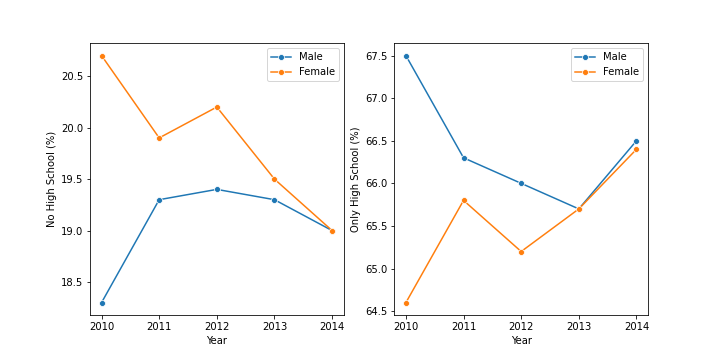 Male
Female
20.5
20.0
19.5
19.0
18.5
No High School (%)
2010 2011 2012 2013 2014
Year
Male
Female
67.5
67.0
66.5
66.0
65.5
65.0
64.5
Only High School (%)
2010 2011 2012 2013 2014
Year